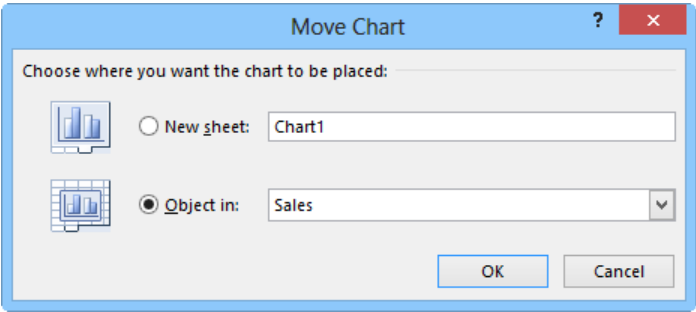 Move Chart
?
×
Choose where you want the chart to be placed:
New sheet: Chart1
Object in: Sales
OK Cancel